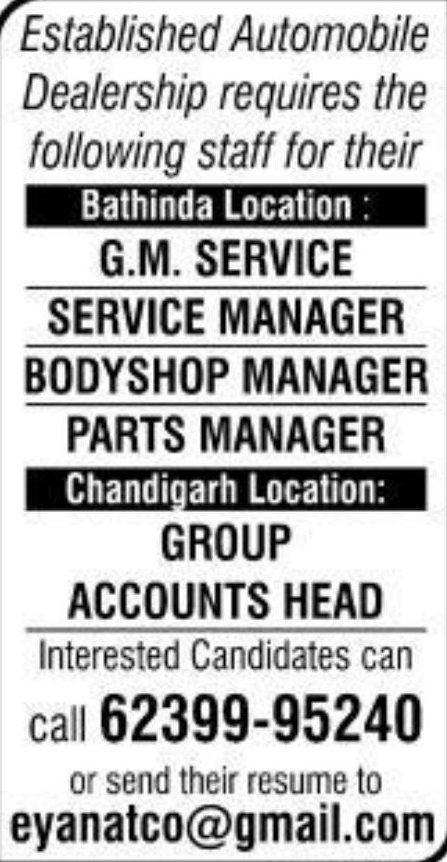 Established Automobile
Dealership requires the
following staff for their
Bathinda Location :
G.M. SERVICE
SERVICE MANAGER
BODYSHOP MANAGER
PARTS MANAGER
Chandigarh Location:
GROUP
ACCOUNTS HEAD
Interested Candidates can
call 62399-95240
or send their resume to
eyanatco@gmail.com